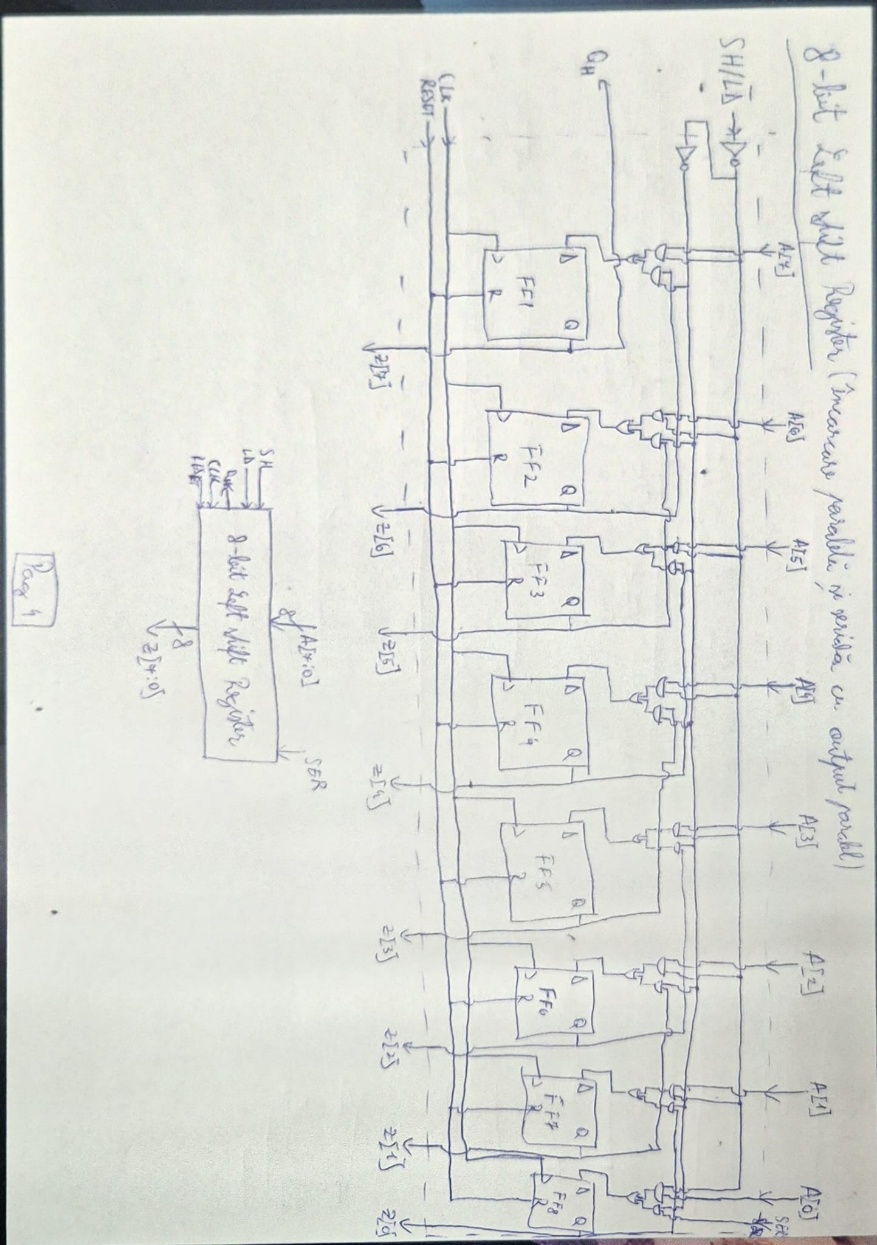 8-bit Left shift Register (încărcare paralelă și serială cu output paralel)
A[7] A[6] A[5] A[4] A[3] A[2] A[1] A[0] SER
SH/LD
QH
D D D D D D D D
FF1 FF2 FF3 FF4 FF5 FF6 FF7 FF8
Q Q Q Q Q Q Q Q
R R R R R R R R
CLK
RESET
Z[7] Z[6] Z[5] Z[4] Z[3] Z[2] Z[1] Z[0]
A[7:0]
8
SER
SH
LD
CLK
8-bit Left shift Register
8
Z[7:0]
Pag 4